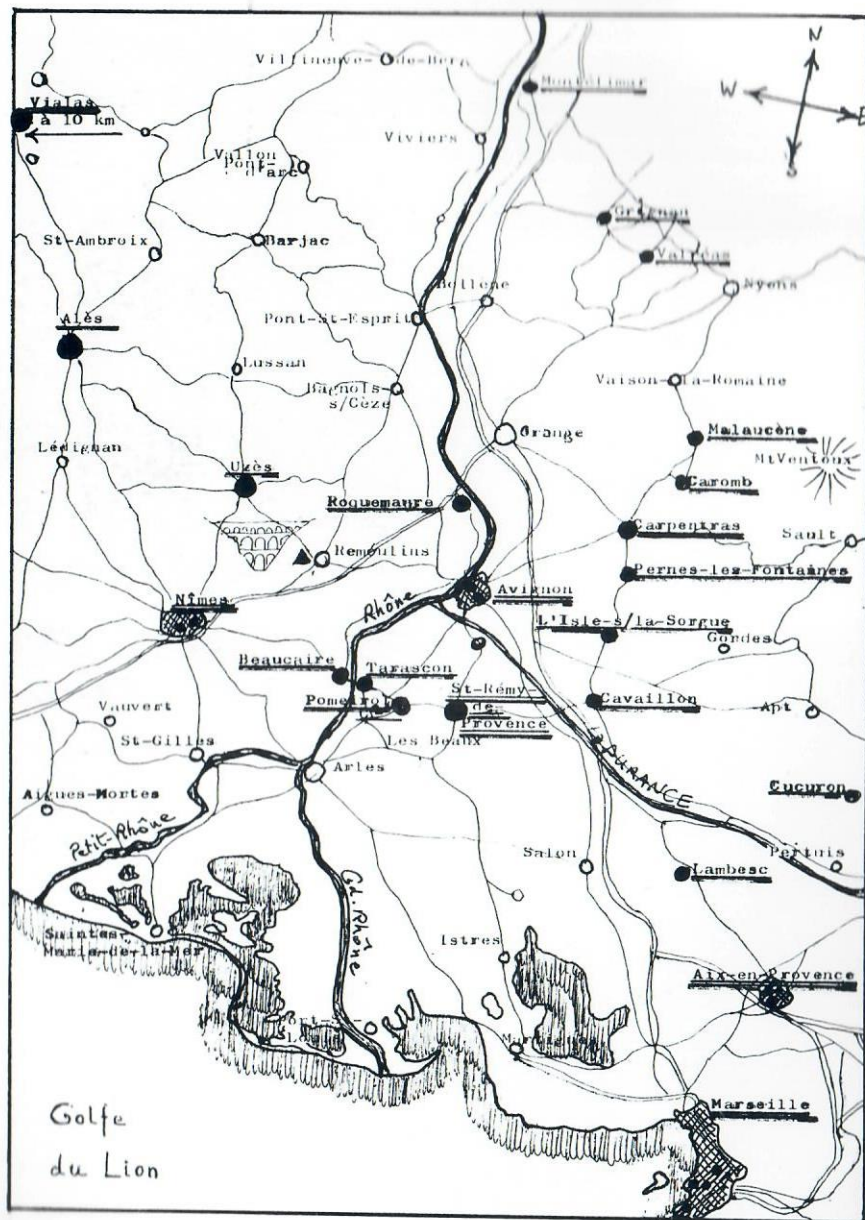 N
W
E
S
Villeneuve-de-Berg
Montélimar
Vialas
à 10 km
Viviers
Vallon
Pont-
d'arc
Grignan
St-Ambroix
Barjac
Valréas
Bollène
Nyons
Alès
Pont-St-Esprit
Lussan
Bagnols-
s/Cèze
Vaison-la-Romaine
Orange
Malaucène
Mt Ventoux
Lédignan
Uzès
Caromb
Roquemaure
Carpentras
Sault
Remoulins
Pernes-les-Fontaines
Avignon
Nîmes
Rhône
L'Isle-s/la-Sorgue
Gordes
Beaucaire
Tarascon
St-Rémy
de
Provence
Pomeirol
Cavaillon
Apt
Vauvert
Les Beaux
St-Gilles
Arles
DURANCE
Cucuron
Aigues-Mortes
Petit-Rhône
Salon
Lambesc
Pertuis
Gd. Rhône
Saintes-
Marie-de-la-Mer
Istres
Aix-en-Provence
Martigues
Marseille
Golfe
du Lion